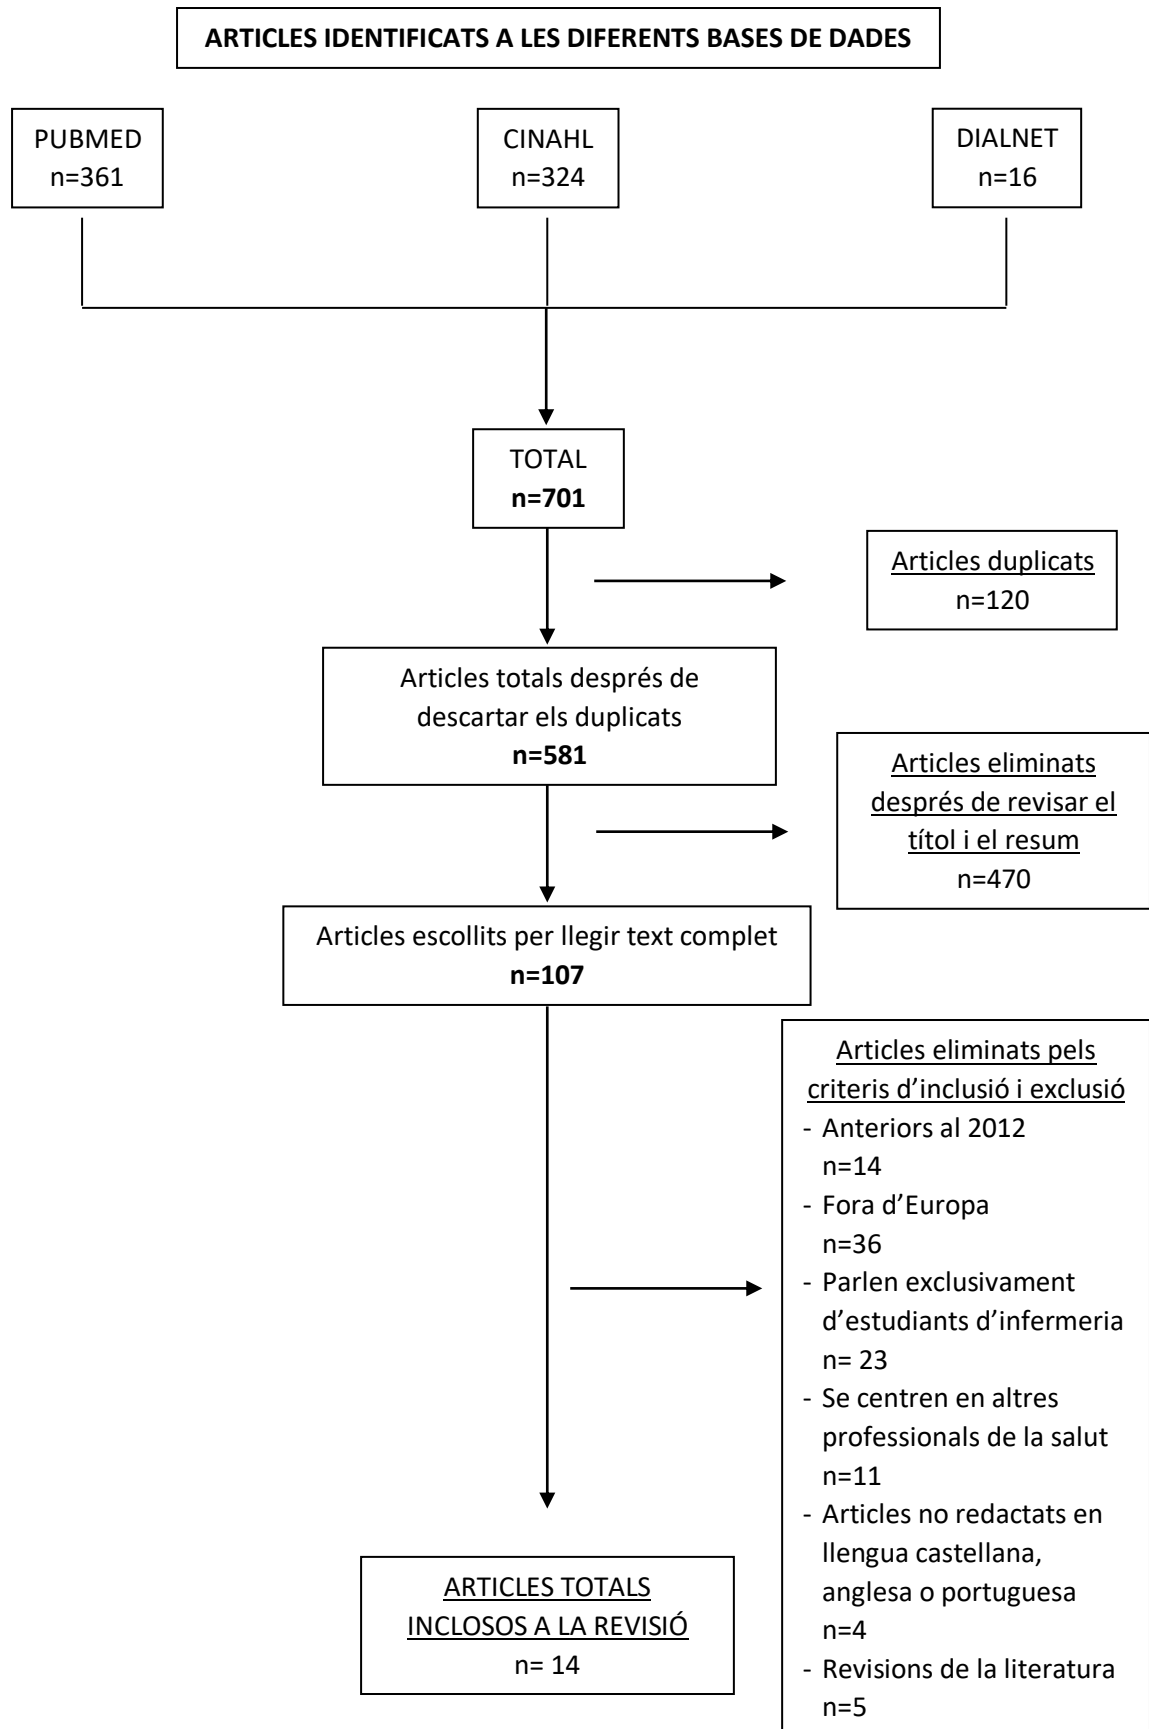 ARTICLES IDENTIFICATS A LES DIFERENTS BASES DE DADES
PUBMED
n=361
CINAHL
n=324
DIALNET
n=16
TOTAL
n=701
Articles duplicats
n=120
Articles totals després de
descartar els duplicats
n=581
Articles eliminats
després de revisar el
títol i el resum
n=470
Articles escollits per llegir text complet
n=107
Articles eliminats pels
criteris d’inclusió i exclusió
- Anteriors al 2012
n=14
- Fora d’Europa
n=36
- Parlen exclusivament
d’estudiants d’infermeria
n= 23
- Se centren en altres
professionals de la salut
n=11
- Articles no redactats en
llengua castellana,
anglesa o portuguesa
n=4
- Revisions de la literatura
n=5
ARTICLES TOTALS
INCLOSOS A LA REVISIÓ
n= 14